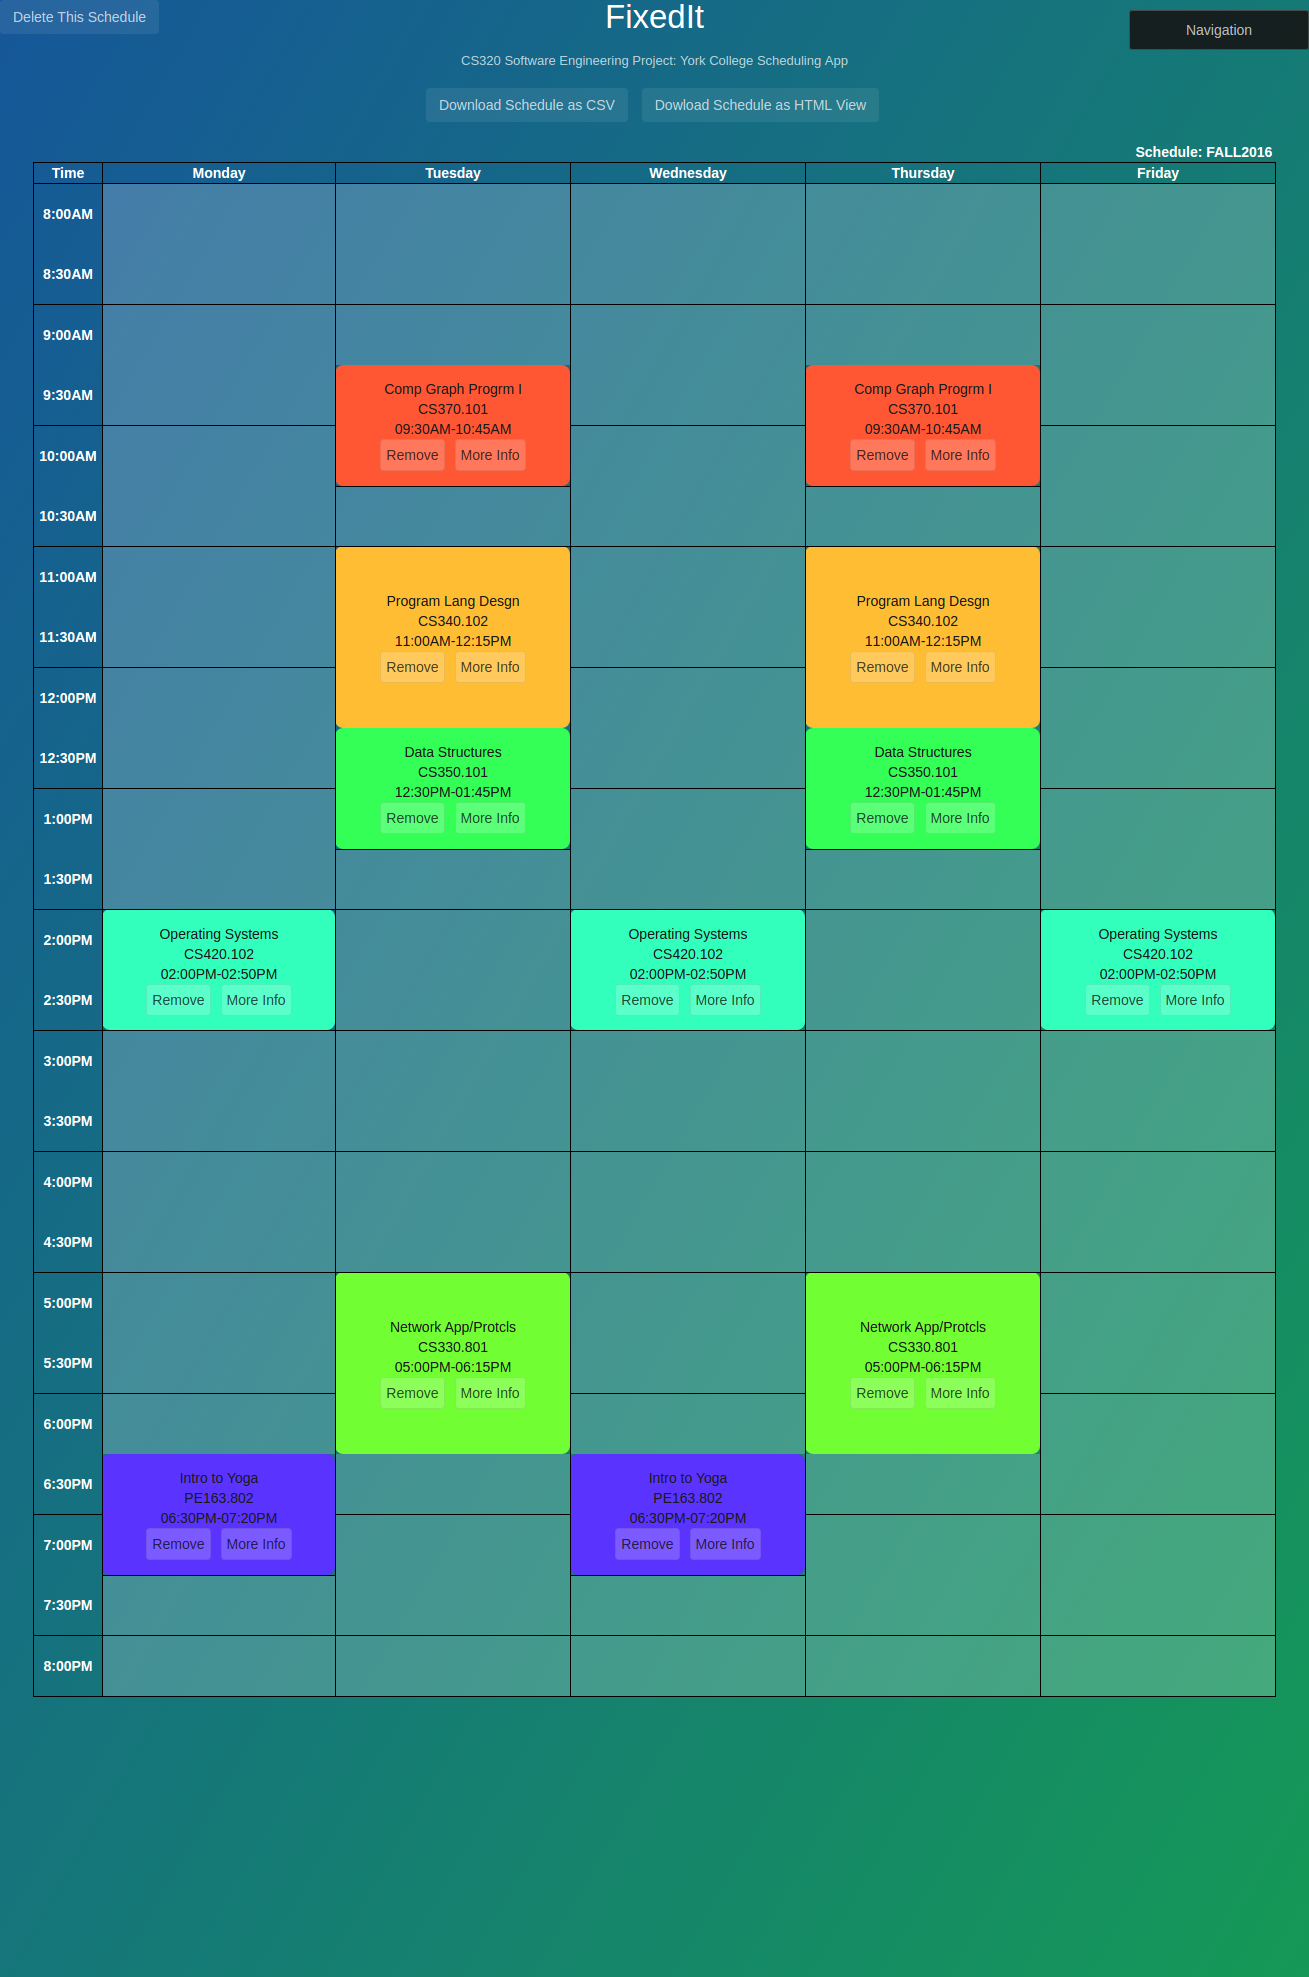 Delete This Schedule
FixedIt
Navigation
CS320 Software Engineering Project: York College Scheduling App
Download Schedule as CSV
Dowload Schedule as HTML View
Schedule: FALL2016
Time Monday Tuesday Wednesday Thursday Friday
8:00AM
8:30AM
9:00AM
9:30AM
Comp Graph Progrm I
CS370.101
09:30AM-10:45AM
Remove More Info
Comp Graph Progrm I
CS370.101
09:30AM-10:45AM
Remove More Info
10:00AM
10:30AM
11:00AM
Program Lang Desgn
CS340.102
11:00AM-12:15PM
Remove More Info
Program Lang Desgn
CS340.102
11:00AM-12:15PM
Remove More Info
11:30AM
12:00PM
12:30PM
Data Structures
CS350.101
12:30PM-01:45PM
Remove More Info
Data Structures
CS350.101
12:30PM-01:45PM
Remove More Info
1:00PM
1:30PM
2:00PM
Operating Systems
CS420.102
02:00PM-02:50PM
Remove More Info
Operating Systems
CS420.102
02:00PM-02:50PM
Remove More Info
Operating Systems
CS420.102
02:00PM-02:50PM
Remove More Info
2:30PM
3:00PM
3:30PM
4:00PM
4:30PM
5:00PM
Network App/Protcls
CS330.801
05:00PM-06:15PM
Remove More Info
Network App/Protcls
CS330.801
05:00PM-06:15PM
Remove More Info
5:30PM
6:00PM
6:30PM
Intro to Yoga
PE163.802
06:30PM-07:20PM
Remove More Info
Intro to Yoga
PE163.802
06:30PM-07:20PM
Remove More Info
7:00PM
7:30PM
8:00PM